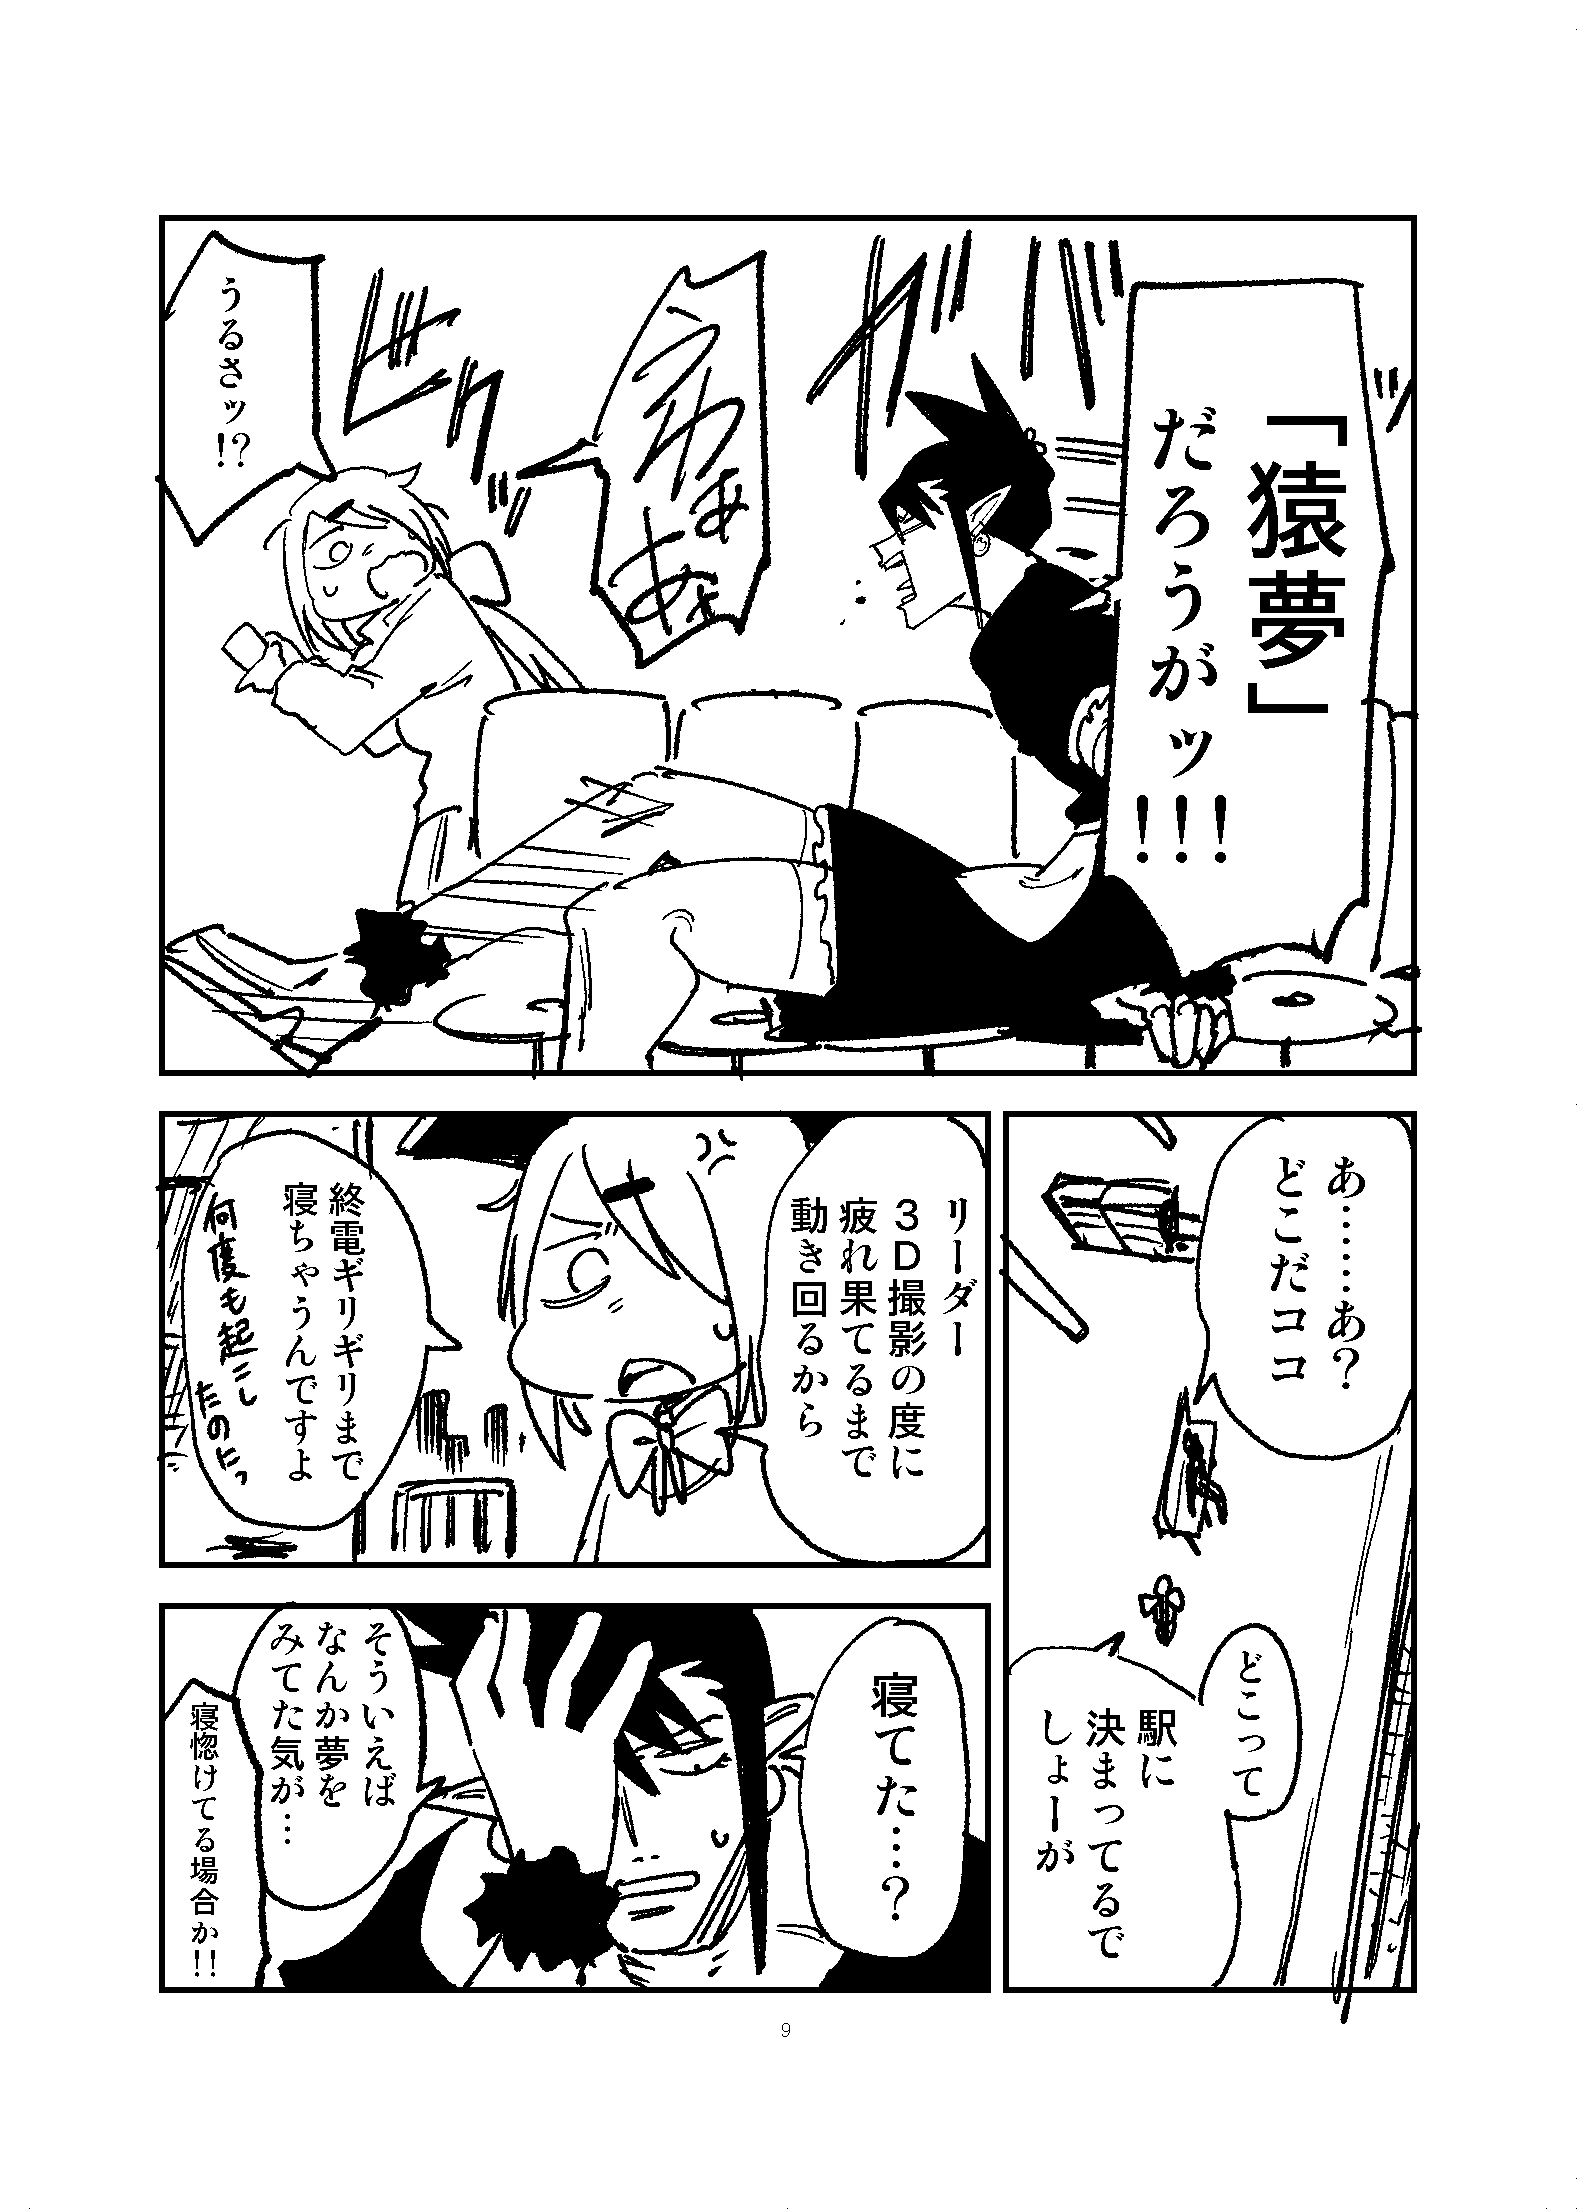 「猿夢」
だろうがッ
!!!
ガバッ
うわぁ
あぁ
ビクッ
うるさッ
!?
あ……あ？
どこだココ
どこって
駅に
決まってるで
しょーが
リーダー
3D撮影の度に
疲れ果てるまで
動き回るから
終電ギリギリまで
寝ちゃうんですよ
何度も起こし
たのにっ
寝てた…？
そういえば
なんか夢を
みてた気が…
寝惚けてる場合か!!
9